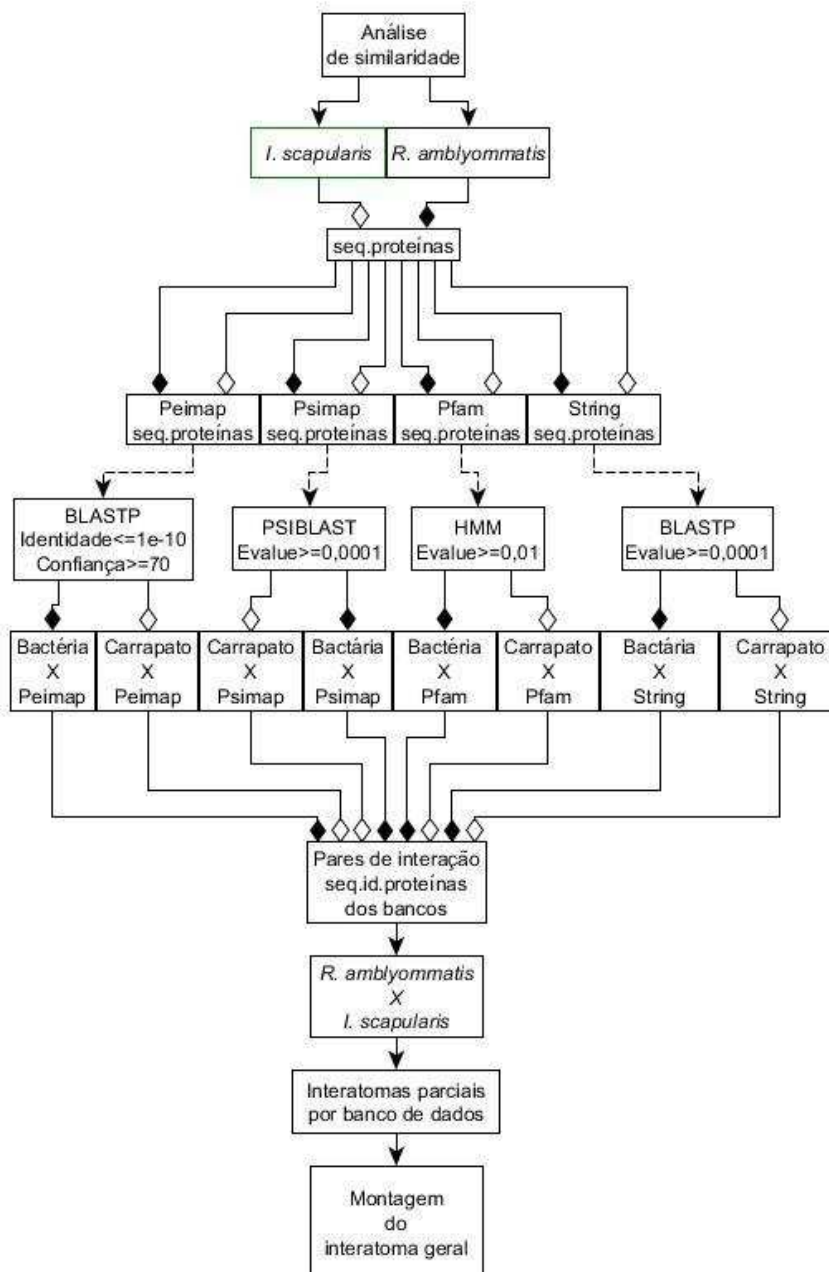 Análise
de similaridade
I. scapularis
R. amblyommatis
seq.proteínas
Peimap
seq.proteínas
Psimap
seq.proteínas
Pfam
seq.proteínas
String
seq.proteínas
BLASTP
Identidade<=1e-10
Confiança>=70
PSIBLAST
Evalue>=0,0001
HMM
Evalue>=0,01
BLASTP
Evalue>=0,0001
Bactéria
X
Peimap
Carrapato
X
Peimap
Carrapato
X
Psimap
Bactária
X
Psimap
Bactéria
X
Pfam
Carrapato
X
Pfam
Bactária
X
String
Carrapato
X
String
Pares de interação
seq.id.proteínas
dos bancos
R. amblyommatis
X
I. scapularis
Interatomas parciais
por banco de dados
Montagem
do
interatoma geral